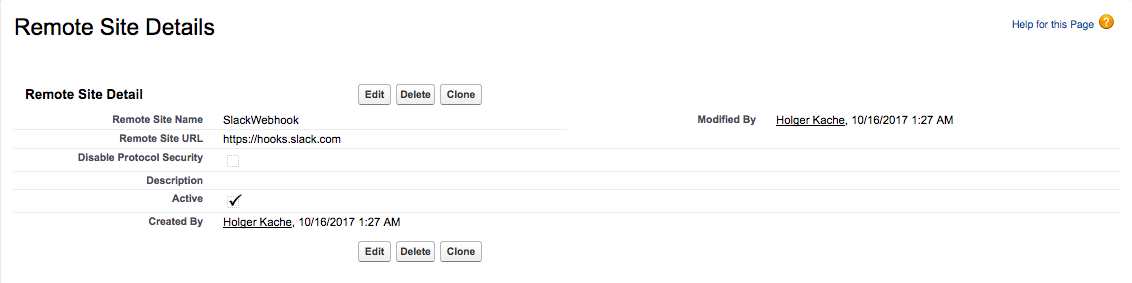 Remote Site Details
Help for this Page ?
Remote Site Detail Edit Delete Clone
Remote Site Name SlackWebhook Modified By Holger Kache, 10/16/2017 1:27 AM
Remote Site URL https://hooks.slack.com
Disable Protocol Security
Description
Active
Created By Holger Kache, 10/16/2017 1:27 AM
Edit Delete Clone